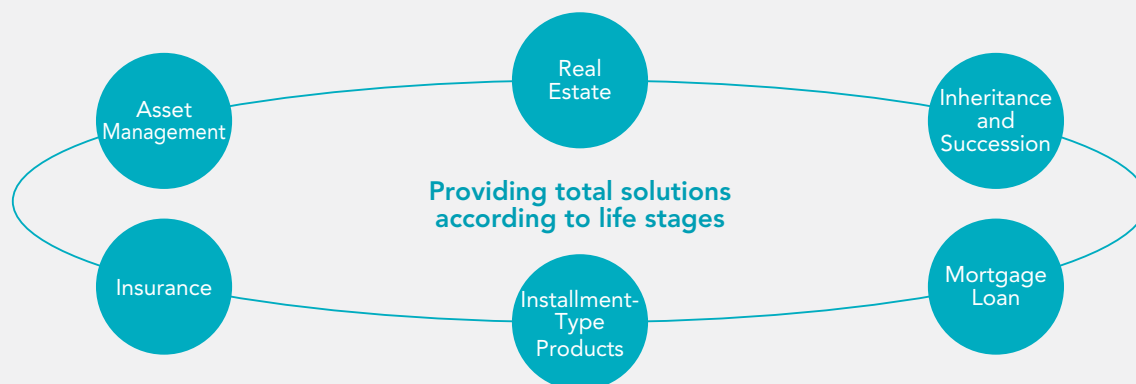 Real
Estate
Asset
Management
Inheritance
and
Succession
Providing total solutions
according to life stages
Insurance
Installment-
Type
Products
Mortgage
Loan